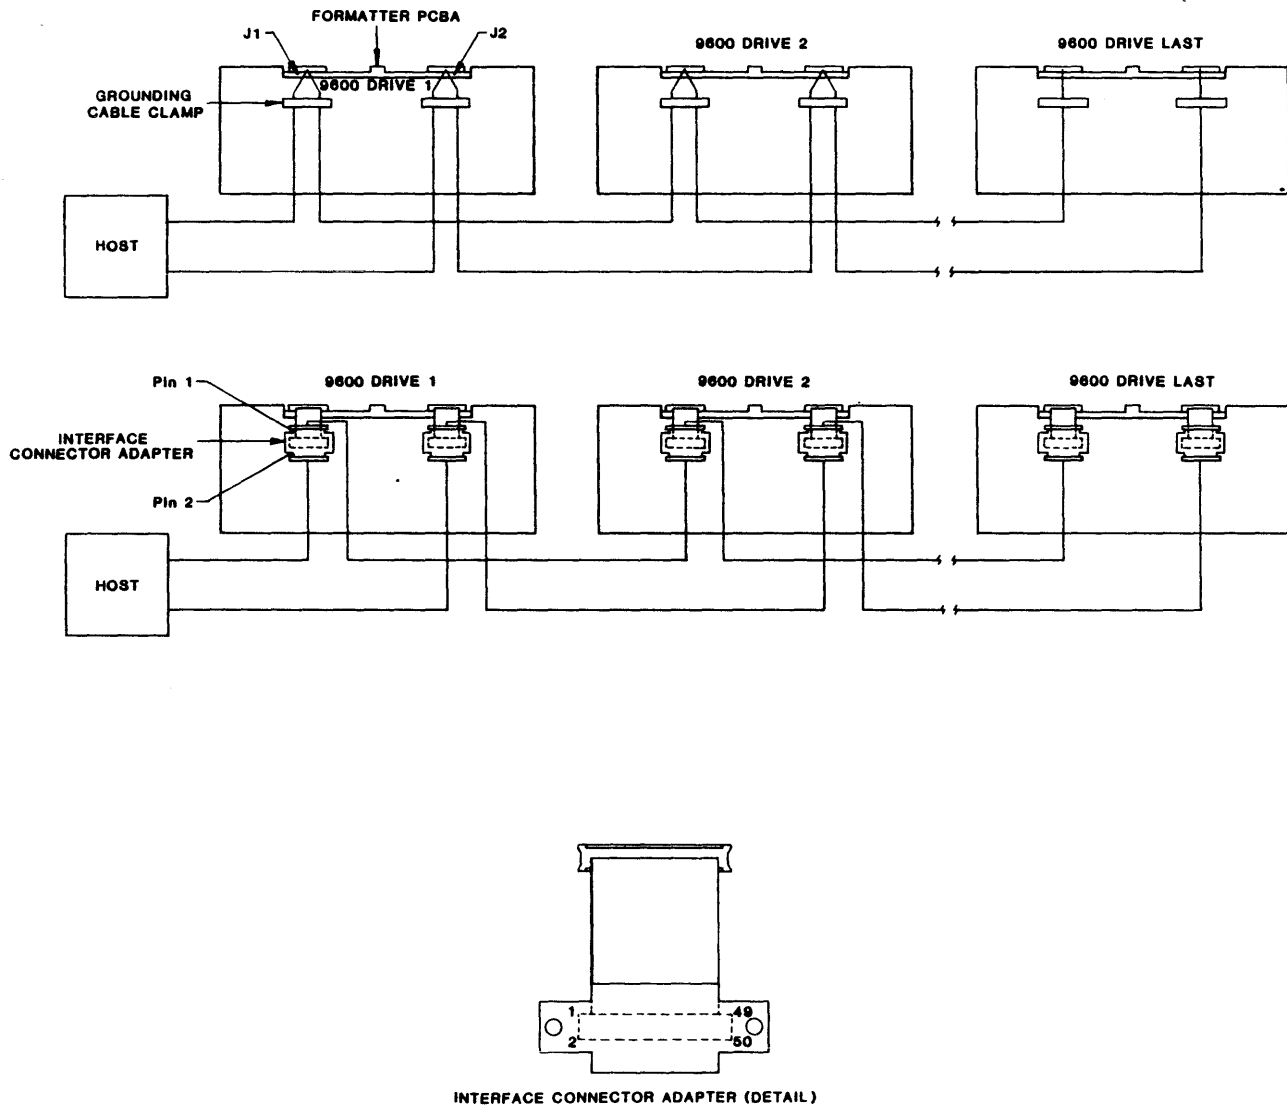 FORMATTER PCBA
J1
J2
9600 DRIVE 2
9600 DRIVE LAST
9600 DRIVE 1
GROUNDING
CABLE CLAMP
HOST
Pin 1
9600 DRIVE 1
9600 DRIVE 2
9600 DRIVE LAST
INTERFACE
CONNECTOR ADAPTER
Pin 2
HOST
1
49
2
50
INTERFACE CONNECTOR ADAPTER (DETAIL)